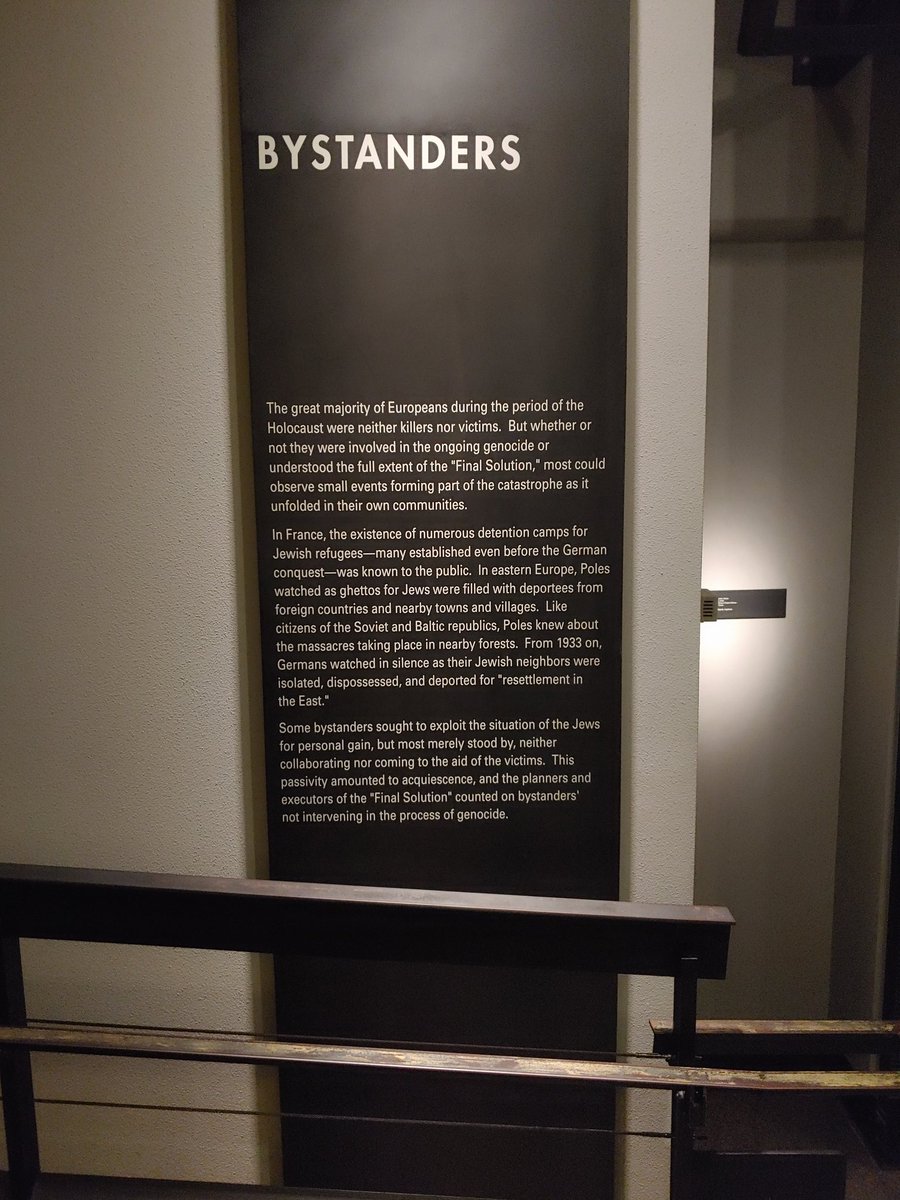 BYSTANDERS
The great majority of Europeans during the period of the
Holocaust were neither killers nor victims.  But whether or
not they were involved in the ongoing genocide or
understood the full extent of the "Final Solution," most could
observe small events forming part of the catastrophe as it
unfolded in their own communities.
In France, the existence of numerous detention camps for
Jewish refugees—many established even before the German
conquest—was known to the public.  In eastern Europe, Poles
watched as ghettos for Jews were filled with deportees from
foreign countries and nearby towns and villages.  Like
citizens of the Soviet and Baltic republics, Poles knew about
the massacres taking place in nearby forests.  From 1933 on,
Germans watched in silence as their Jewish neighbors were
isolated, dispossessed, and deported for "resettlement in
the East."
Some bystanders sought to exploit the situation of the Jews
for personal gain, but most merely stood by, neither
collaborating nor coming to the aid of the victims.  This
passivity amounted to acquiescence, and the planners and
executors of the "Final Solution" counted on bystanders'
not intervening in the process of genocide.